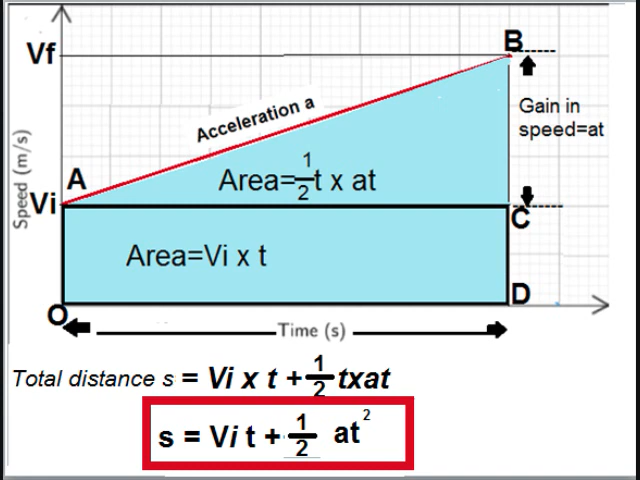 Vf
B
Acceleration a
Gain in
speed=at
Speed (m/s)
A
Area=1/2t x at
Vi
C
Area=Vi x t
D
O
Time (s)
Total distance s = Vi x t + 1/2 txat
s = Vi t + 1/2 at²